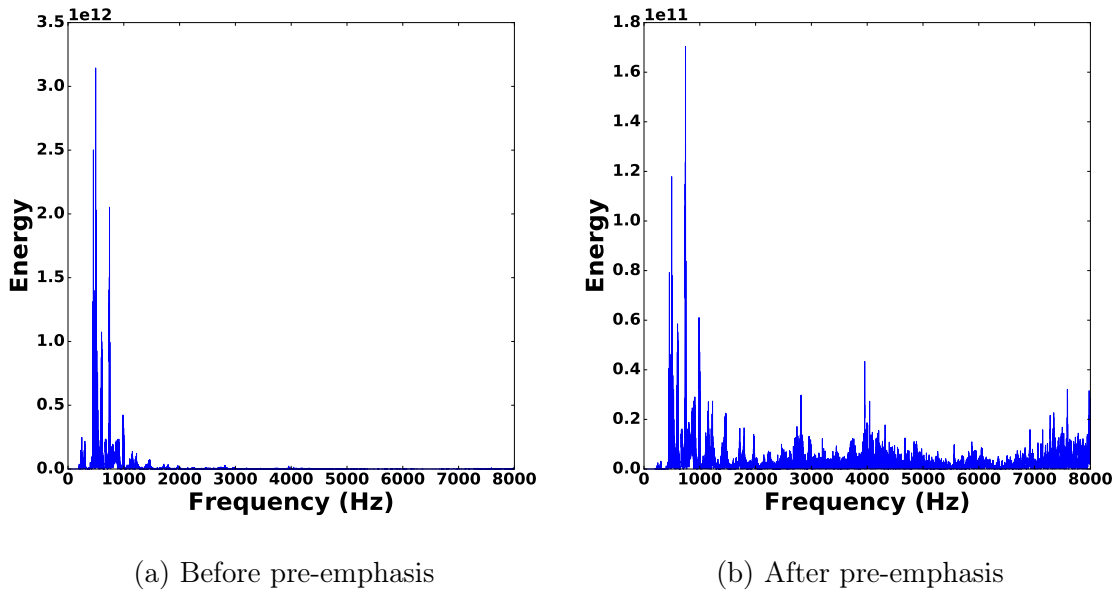 1e12
3.5
3.0
2.5
2.0
1.5
1.0
0.5
0.0
Energy
0 1000 2000 3000 4000 5000 6000 7000 8000
Frequency (Hz)
(a) Before pre-emphasis
1e11
1.8
1.6
1.4
1.2
1.0
0.8
0.6
0.4
0.2
0.0
Energy
0 1000 2000 3000 4000 5000 6000 7000 8000
Frequency (Hz)
(b) After pre-emphasis